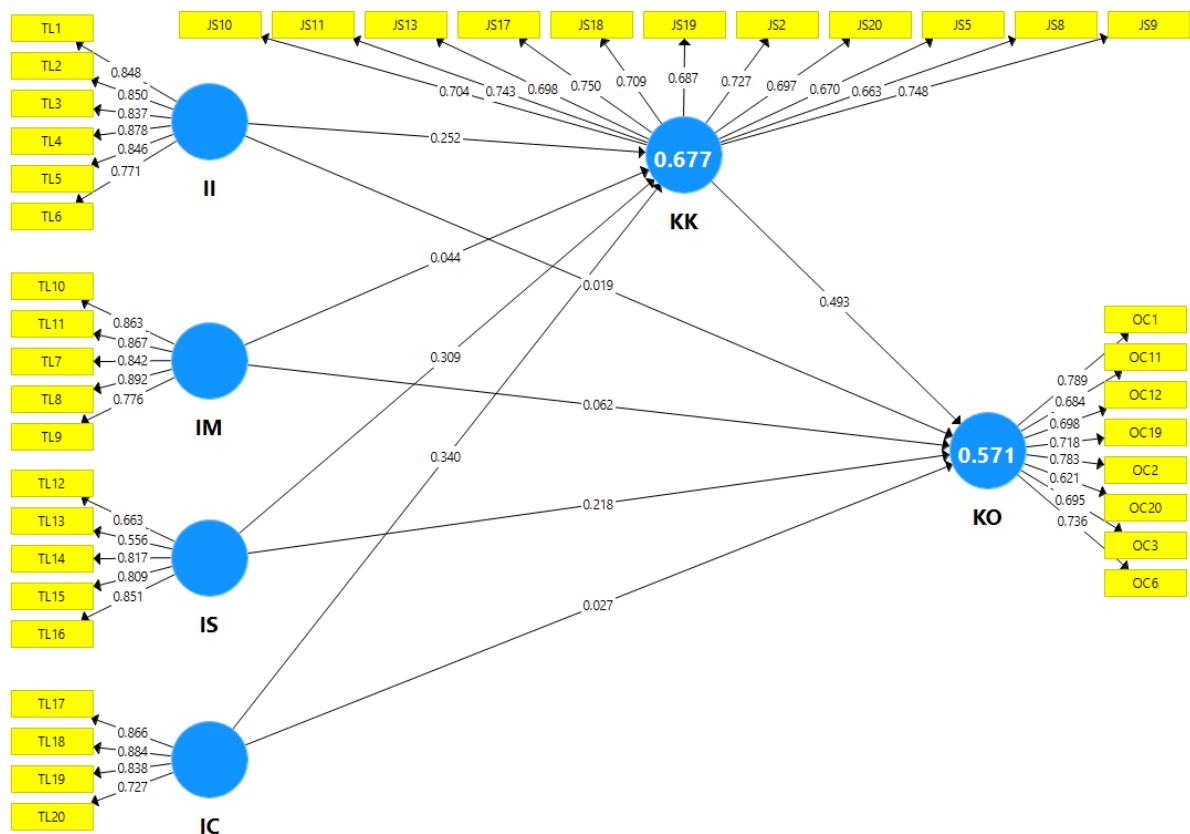 TL1
TL2
TL3
TL4
TL5
TL6
0.848
0.850
0.837
0.878
0.846
0.771
II
JS10
JS11
JS13
JS17
JS18
JS19
JS2
JS20
JS5
JS8
JS9
0.704
0.743
0.698
0.750
0.709
0.687
0.727
0.697
0.670
0.663
0.748
0.677
KK
0.252
0.044
0.019
0.493
0.309
0.062
0.340
0.218
0.027
TL10
TL11
TL7
TL8
TL9
0.863
0.867
0.842
0.892
0.776
IM
TL12
TL13
TL14
TL15
TL16
0.663
0.556
0.817
0.809
0.851
IS
TL17
TL18
TL19
TL20
0.866
0.884
0.838
0.727
IC
0.571
KO
0.789
0.684
0.698
0.718
0.783
0.621
0.695
0.736
OC1
OC11
OC12
OC19
OC2
OC20
OC3
OC6